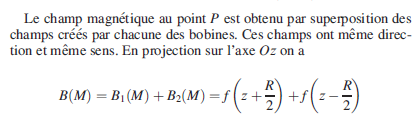 Le champ magnétique au point P est obtenu par superposition des
champs créés par chacune des bobines. Ces champs ont même direc-
tion et même sens. En projection sur l'axe Oz on a
B(M) = B₁(M) + B₂(M) = f(z + R/2) + f(z - R/2)